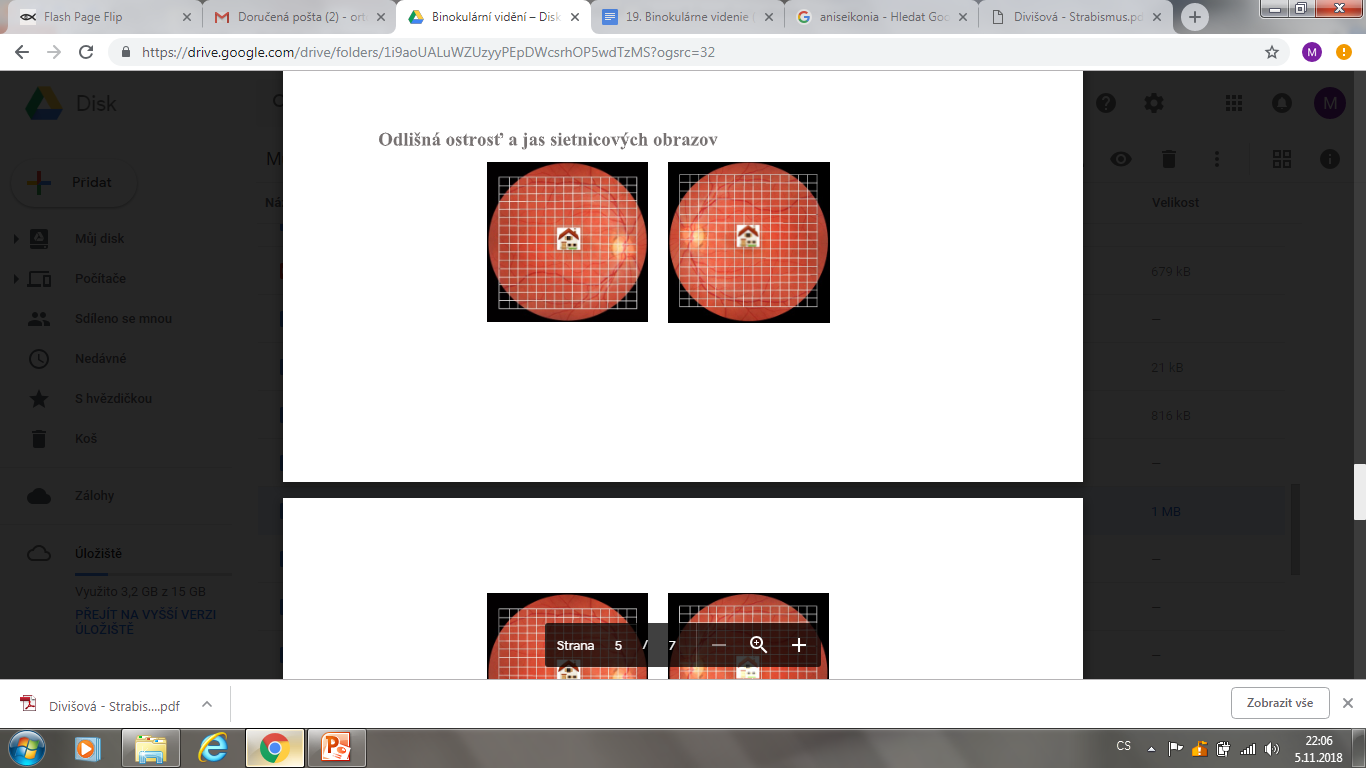 Flash Page Flip
Doručená pošta (2) - ort
Binokulární vidění – Disk
19. Binokulárne videnie
aniseikonia - Hledat Goo
Divišová - Strabismus.pd
https://drive.google.com/drive/folders/1i9aoUALuWZUzyyPEpDWcsrhOP5wdTzMS?ogsrc=32
M
Disk
M
Přidat
Velikost
Můj disk
Počítače
679 kB
Sdíleno se mnou
Nedávné
21 kB
S hvězdičkou
816 kB
Koš
Zálohy
1 MB
Úložiště
Využito 3,2 GB z 15 GB
PŘEJÍT NA VYŠŠÍ VERZI
ÚLOŽIŠTĚ
Odlišná ostrosť a jas sietnicových obrazov
Strana 5 / 7
Divišová - Strabis....pdf
Zobrazit vše
CS
22:06
5.11.2018